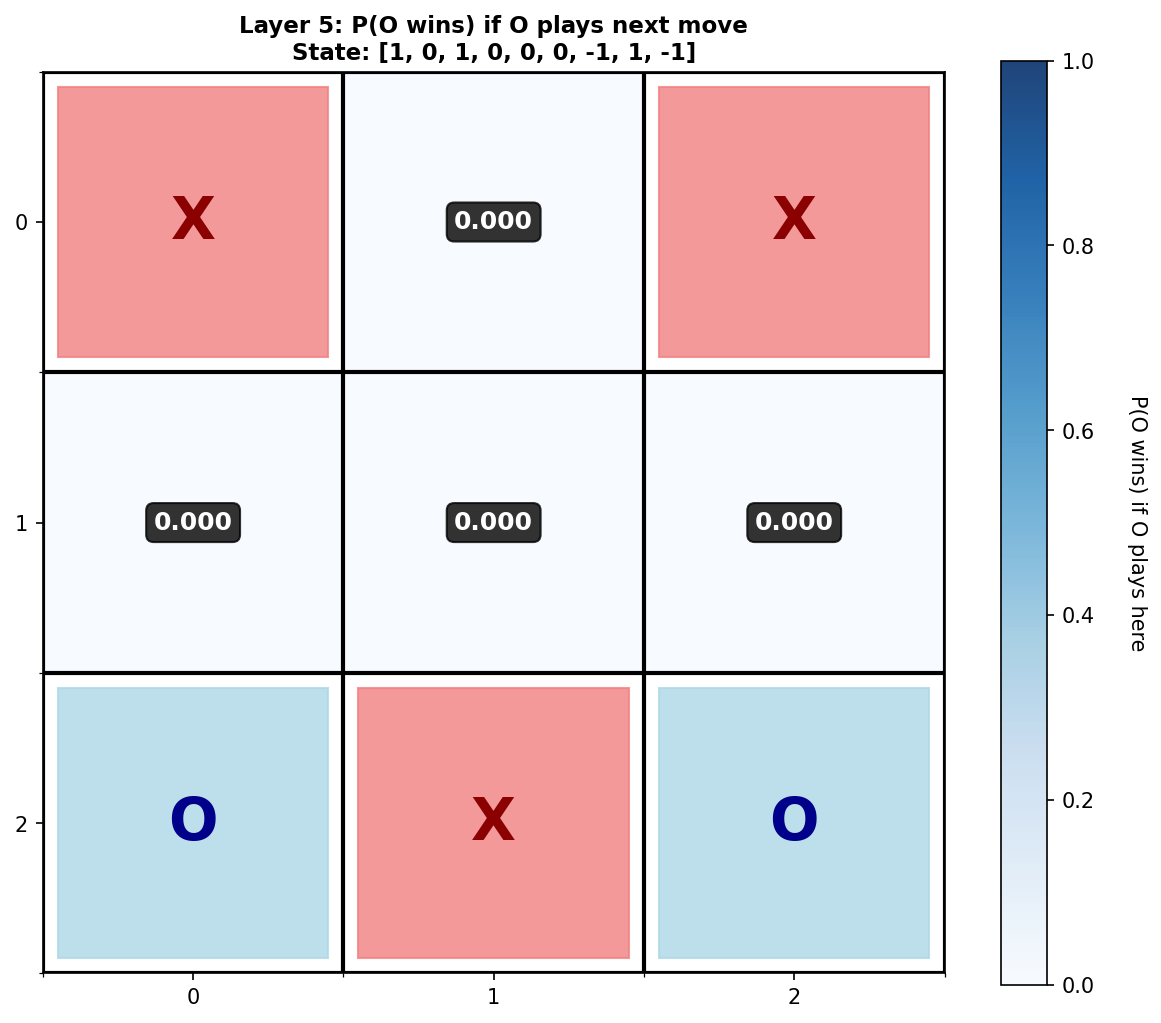 Layer 5: P(O wins) if O plays next move
State: [1, 0, 1, 0, 0, 0, -1, 1, -1]
X
0.000
X
0.000
0.000
0.000
O
X
O
0
1
2
0
1
2
1.0
0.8
0.6
0.4
0.2
0.0
P(O wins) if O plays here